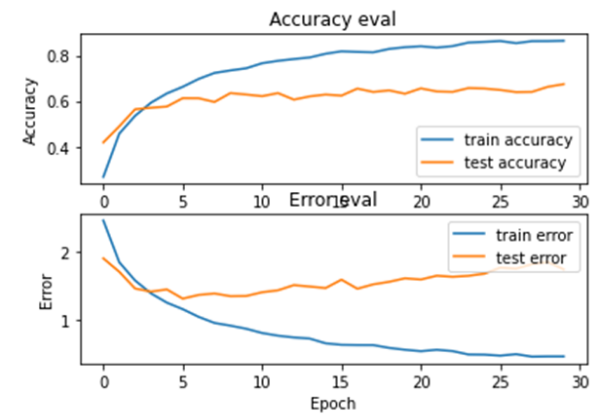 Accuracy eval
0.8
0.6
0.4
Accuracy
train accuracy
test accuracy
0 5 10 15 20 25 30
Error eval
2
1
Error
train error
test error
0 5 10 15 20 25 30
Epoch